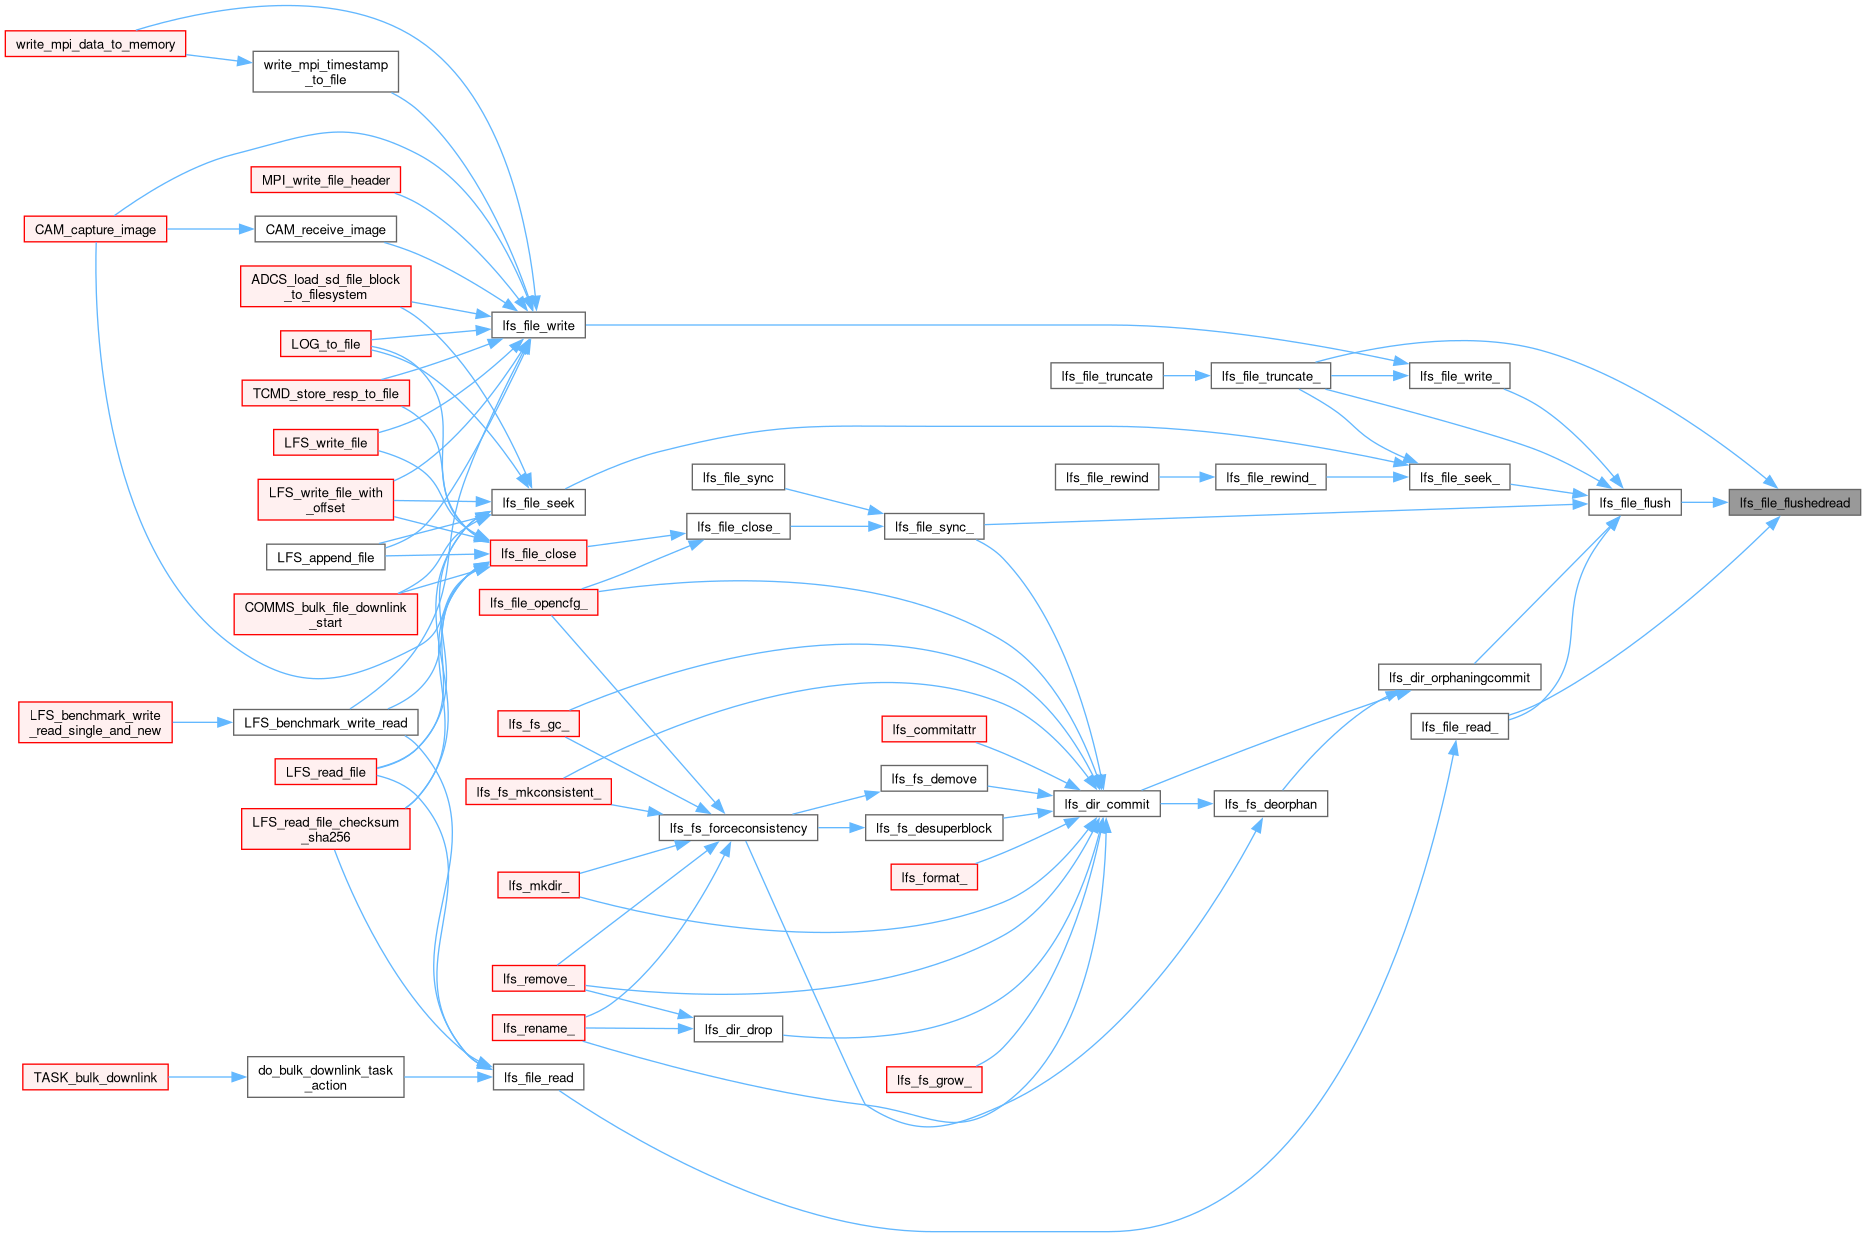 write_mpi_data_to_memory
write_mpi_timestamp
_to_file
MPI_write_file_header
CAM_capture_image
CAM_receive_image
ADCS_load_sd_file_block
_to_filesystem
lfs_file_write
LOG_to_file
lfs_file_truncate
lfs_file_truncate_
lfs_file_write_
TCMD_store_resp_to_file
LFS_write_file
lfs_file_sync
lfs_file_rewind
lfs_file_rewind_
lfs_file_seek_
LFS_write_file_with
_offset
lfs_file_seek
lfs_file_flush
lfs_file_flushedread
lfs_file_close_
lfs_file_sync_
LFS_append_file
lfs_file_close
COMMS_bulk_file_downlink
_start
lfs_file_opencfg_
lfs_dir_orphaningcommit
LFS_benchmark_write
_read_single_and_new
LFS_benchmark_write_read
lfs_fs_gc_
lfs_commitattr
lfs_file_read_
LFS_read_file
lfs_fs_mkconsistent_
lfs_fs_demove
lfs_dir_commit
lfs_fs_deorphan
LFS_read_file_checksum
_sha256
lfs_fs_forceconsistency
lfs_fs_desuperblock
lfs_mkdir_
lfs_format_
lfs_remove_
lfs_rename_
lfs_dir_drop
TASK_bulk_downlink
do_bulk_downlink_task
_action
lfs_file_read
lfs_fs_grow_